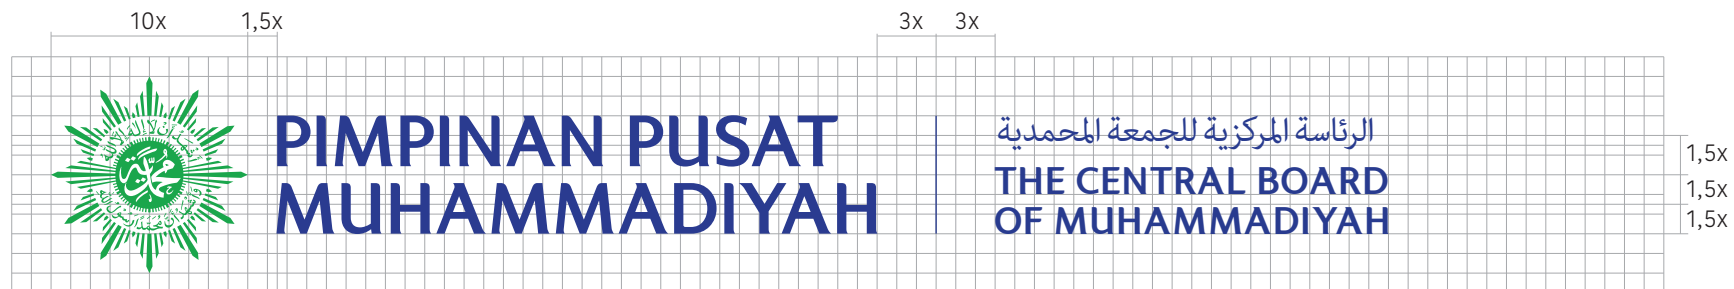 10x 1,5x 3x 3x
PIMPINAN PUSAT
MUHAMMADIYAH
الرئاسة المركزية للجمعة المحمدية
THE CENTRAL BOARD
OF MUHAMMADIYAH
1,5x
1,5x
1,5x